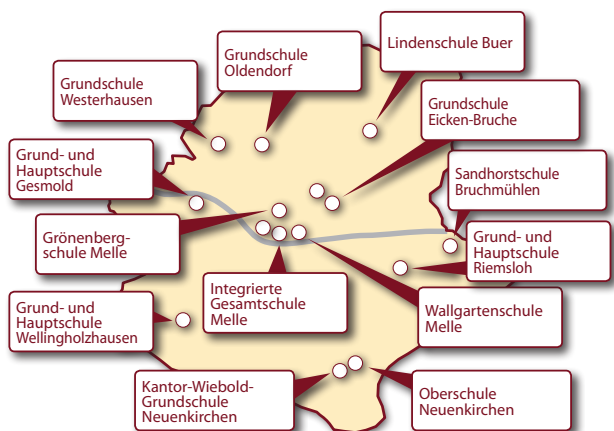 Lindenschule Buer
Grundschule
Oldendorf
Grundschule
Westerhausen
Grundschule
Eicken-Bruche
Grund- und
Hauptschule
Gesmold
Sandhorstschule
Bruchmühlen
Grönenberg-
schule Melle
Grund- und
Hauptschule
Riemsloh
Integrierte
Gesamtschule
Melle
Wallgartenschule
Melle
Grund- und
Hauptschule
Wellingholzhausen
Kantor-Wiebold-
Grundschule
Neuenkirchen
Oberschule
Neuenkirchen